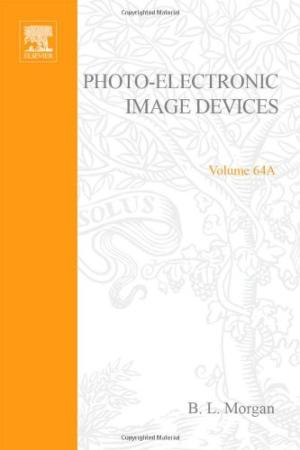 ELSEVIER
PHOTO-ELECTRONIC
IMAGE DEVICES
Volume 64A
SOLUS
B. L. Morgan